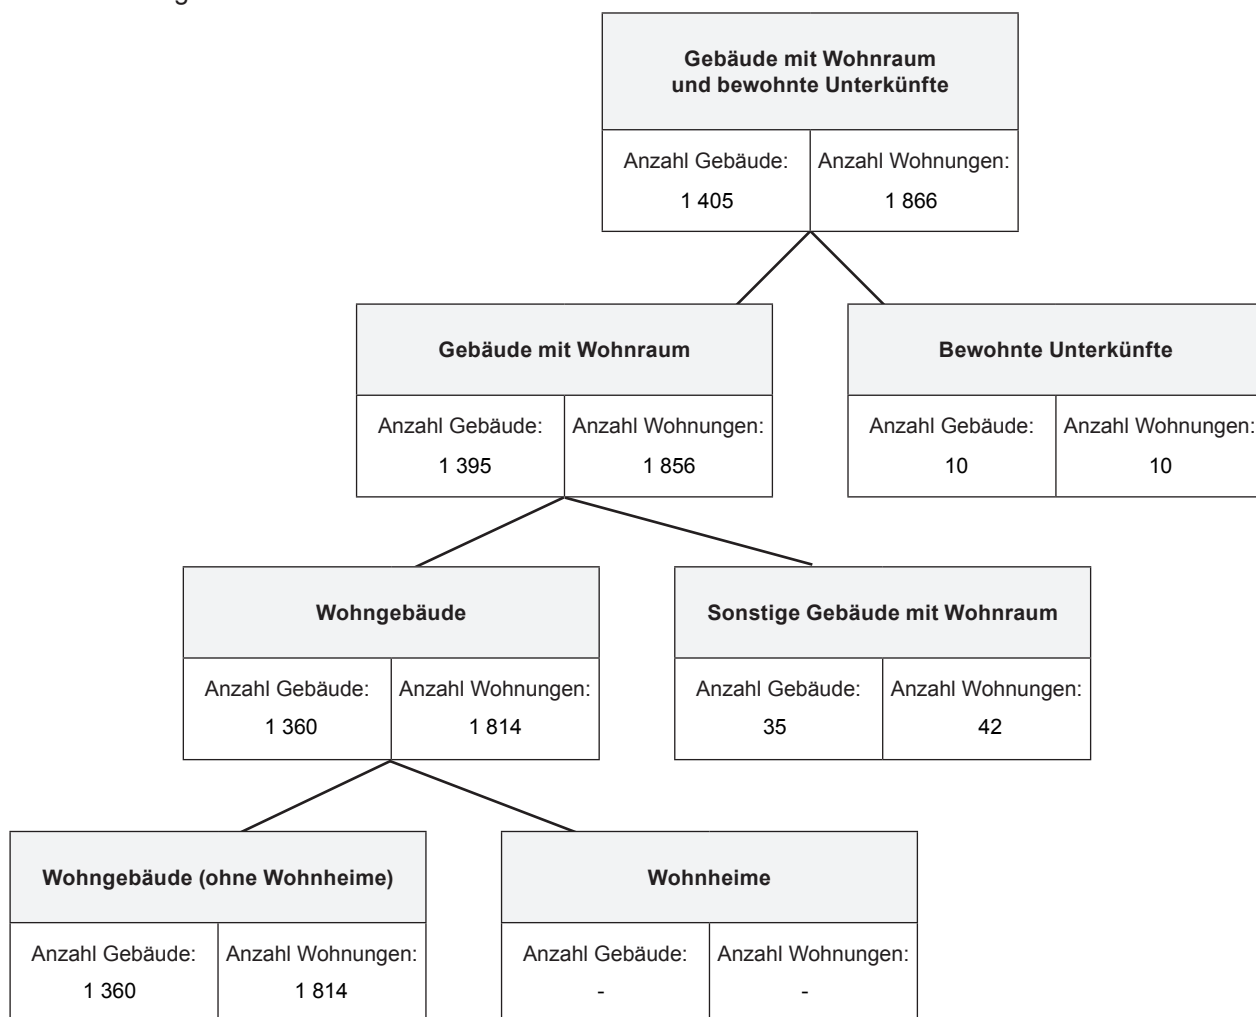 Gebäude mit Wohnraum
und bewohnte Unterkünfte
Anzahl Gebäude:
1 405
Anzahl Wohnungen:
1 866
Gebäude mit Wohnraum
Anzahl Gebäude:
1 395
Anzahl Wohnungen:
1 856
Bewohnte Unterkünfte
Anzahl Gebäude:
10
Anzahl Wohnungen:
10
Wohngebäude
Anzahl Gebäude:
1 360
Anzahl Wohnungen:
1 814
Sonstige Gebäude mit Wohnraum
Anzahl Gebäude:
35
Anzahl Wohnungen:
42
Wohngebäude (ohne Wohnheime)
Anzahl Gebäude:
1 360
Anzahl Wohnungen:
1 814
Wohnheime
Anzahl Gebäude:
-
Anzahl Wohnungen:
-